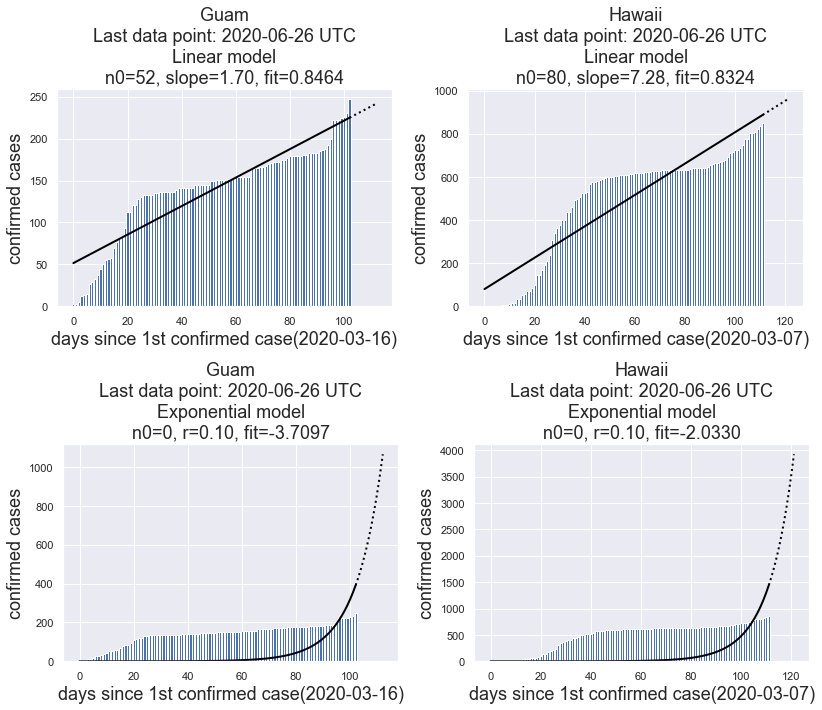 Guam
Last data point: 2020-06-26 UTC
Linear model
n0=52, slope=1.70, fit=0.8464
250
200
150
100
50
0
confirmed cases
0 20 40 60 80 100
days since 1st confirmed case(2020-03-16)
Hawaii
Last data point: 2020-06-26 UTC
Linear model
n0=80, slope=7.28, fit=0.8324
1000
800
600
400
200
0
confirmed cases
0 20 40 60 80 100 120
days since 1st confirmed case(2020-03-07)
Guam
Last data point: 2020-06-26 UTC
Exponential model
n0=0, r=0.10, fit=-3.7097
1000
800
600
400
200
0
confirmed cases
0 20 40 60 80 100
days since 1st confirmed case(2020-03-16)
Hawaii
Last data point: 2020-06-26 UTC
Exponential model
n0=0, r=0.10, fit=-2.0330
4000
3500
3000
2500
2000
1500
1000
500
0
confirmed cases
0 20 40 60 80 100 120
days since 1st confirmed case(2020-03-07)